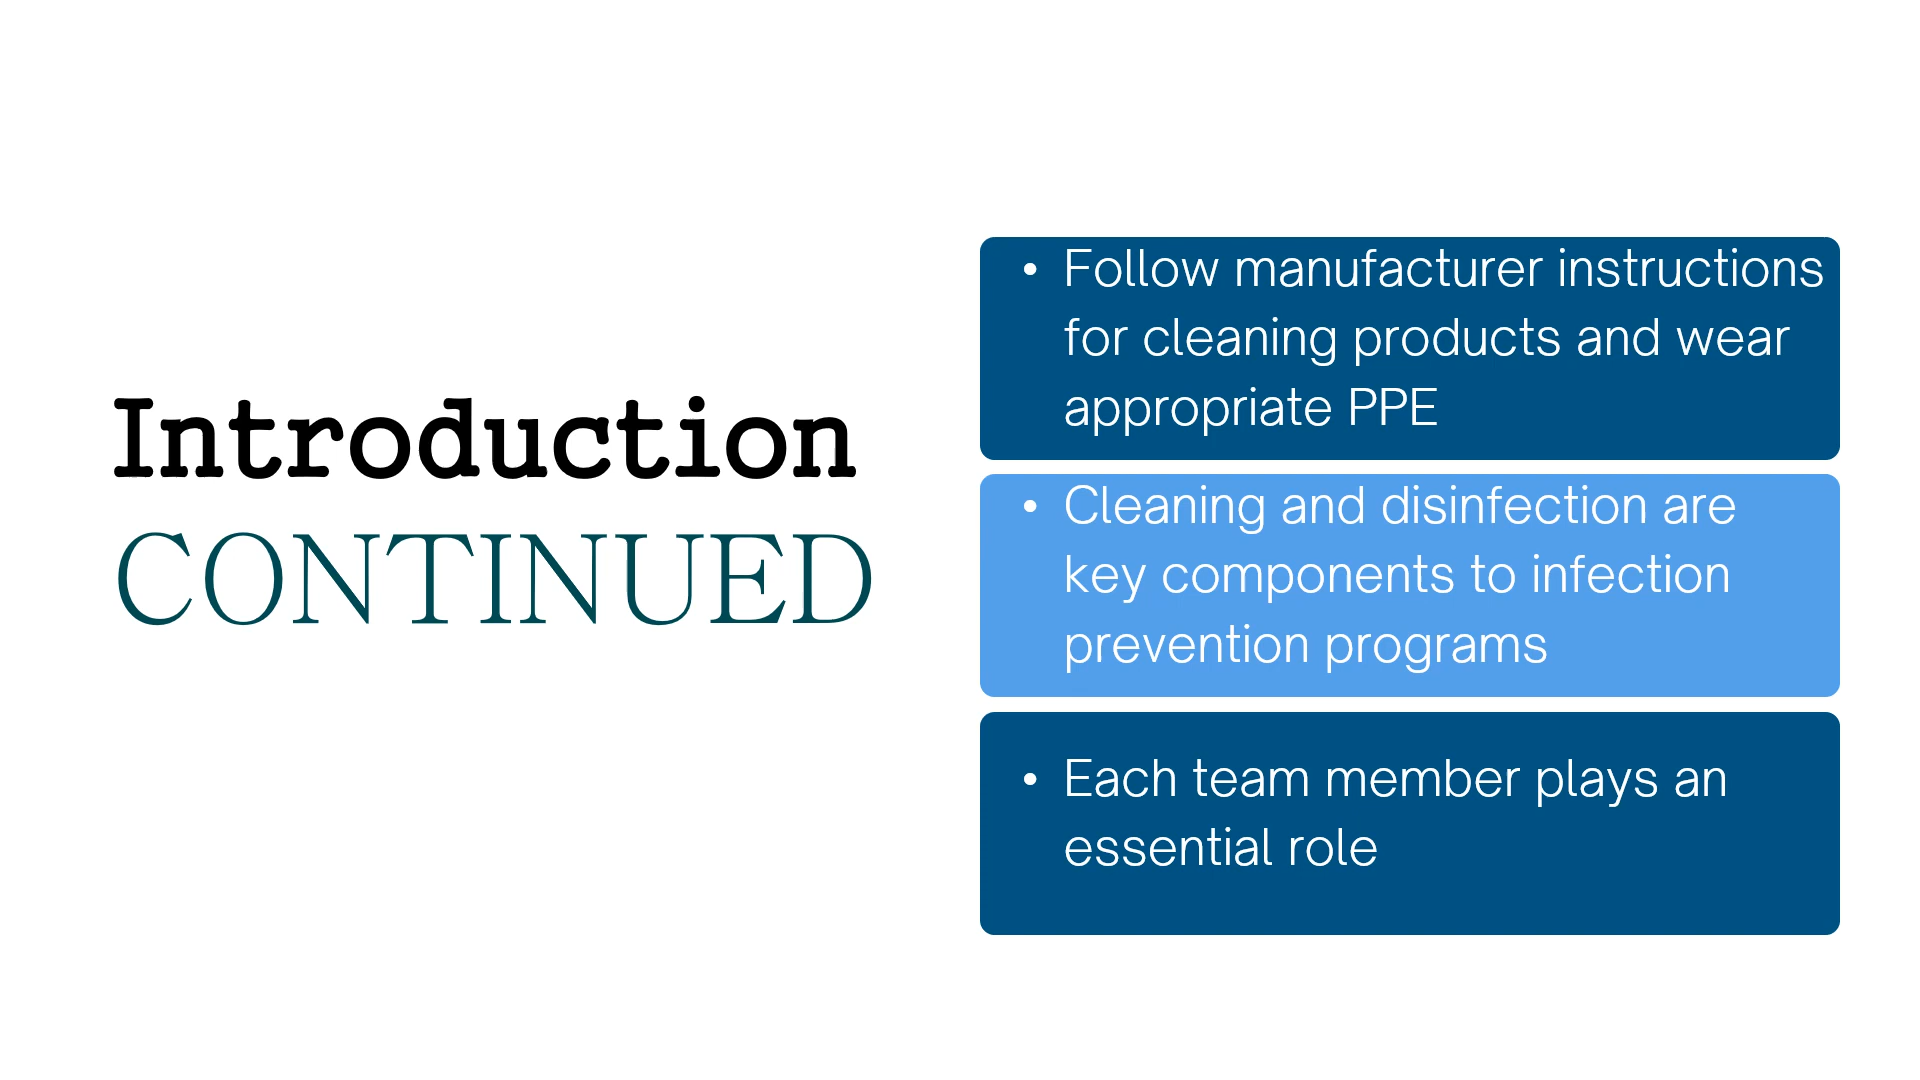 Introduction
CONTINUED
• Follow manufacturer instructions
for cleaning products and wear
appropriate PPE
• Cleaning and disinfection are
key components to infection
prevention programs
• Each team member plays an
essential role